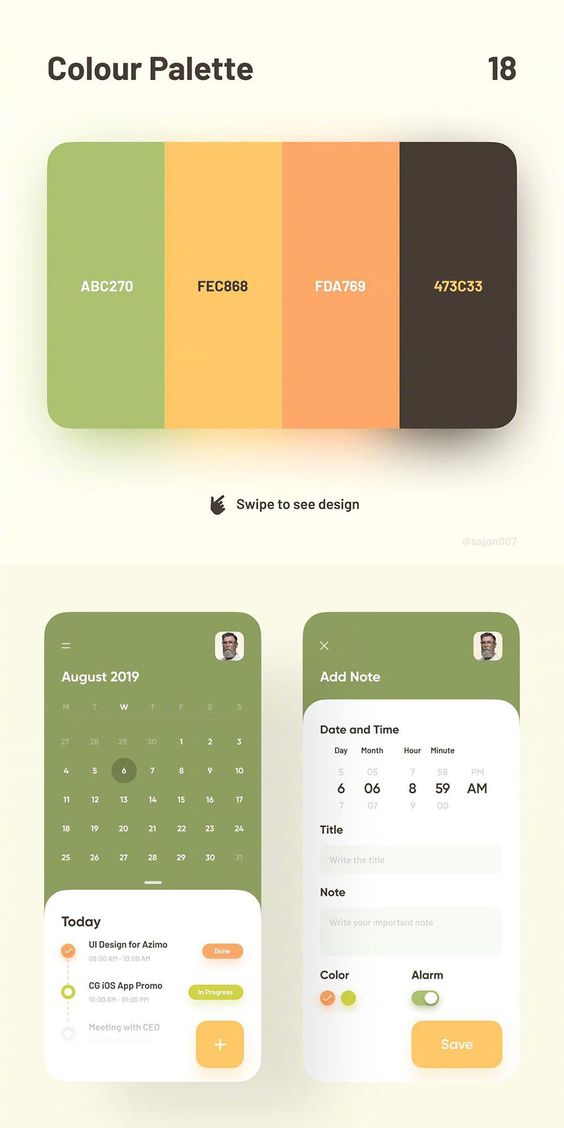 Colour Palette 18
ABC270 FEC868 FDA769 473C33
Swipe to see design
@sajon007
August 2019
M T W T F S S
27 28 29 30 1 2 3
4 5 6 7 8 9 10
11 12 13 14 15 16 17
18 19 20 21 22 23 24
25 26 27 28 29 30 31
Today
UI Design for Azimo
08:00 AM - 10:00 AM
Done
CG iOS App Promo
10:00 AM - 01:00 PM
In Progress
Meeting with CEO
+
Add Note
Date and Time
Day Month Hour Minute
5 05 7 58 PM
6 06 8 59 AM
7 07 9 00
Title
Write the title
Note
Write your important note
Color Alarm
Save